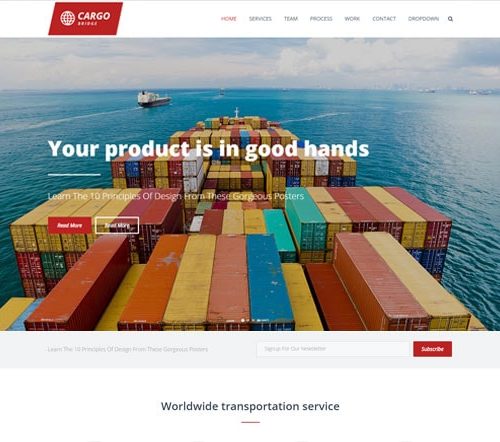 CARGO
BRIDGE
HOME SERVICES TEAM PROCESS WORK CONTACT DROPDOWN
Your product is in good hands
Learn The 10 Principles Of Design From These Gorgeous Posters
Read More Read More
Learn The 10 Principles Of Design From These Gorgeous Posters Signup For Our Newsletter Subscribe
Worldwide transportation service